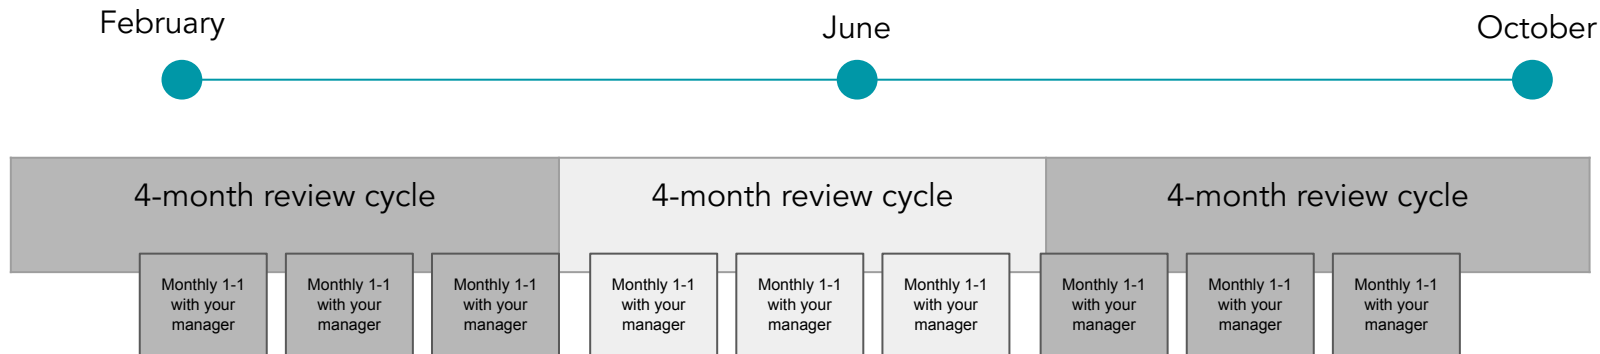 February
June
October
4-month review cycle
4-month review cycle
4-month review cycle
Monthly 1-1
with your
manager
Monthly 1-1
with your
manager
Monthly 1-1
with your
manager
Monthly 1-1
with your
manager
Monthly 1-1
with your
manager
Monthly 1-1
with your
manager
Monthly 1-1
with your
manager
Monthly 1-1
with your
manager
Monthly 1-1
with your
manager